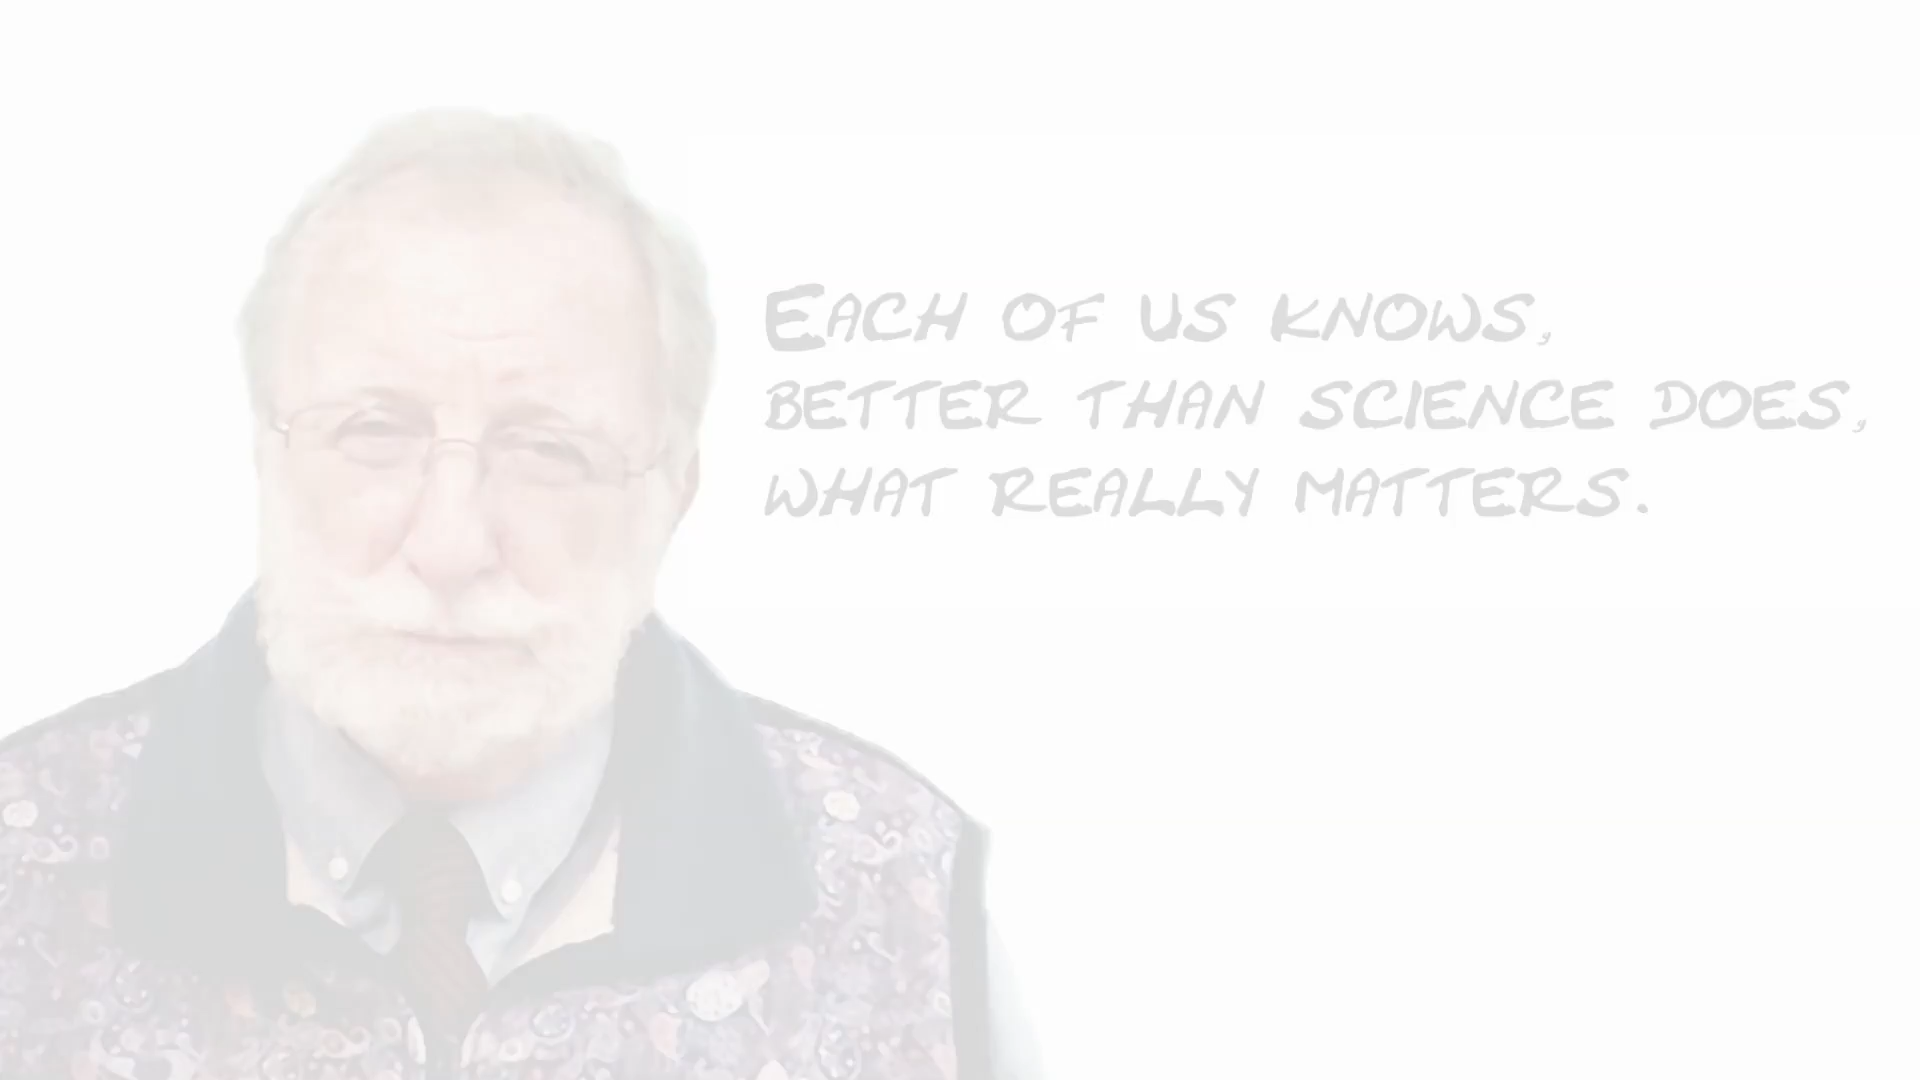 Each of us knows,
better than science does,
what really matters.